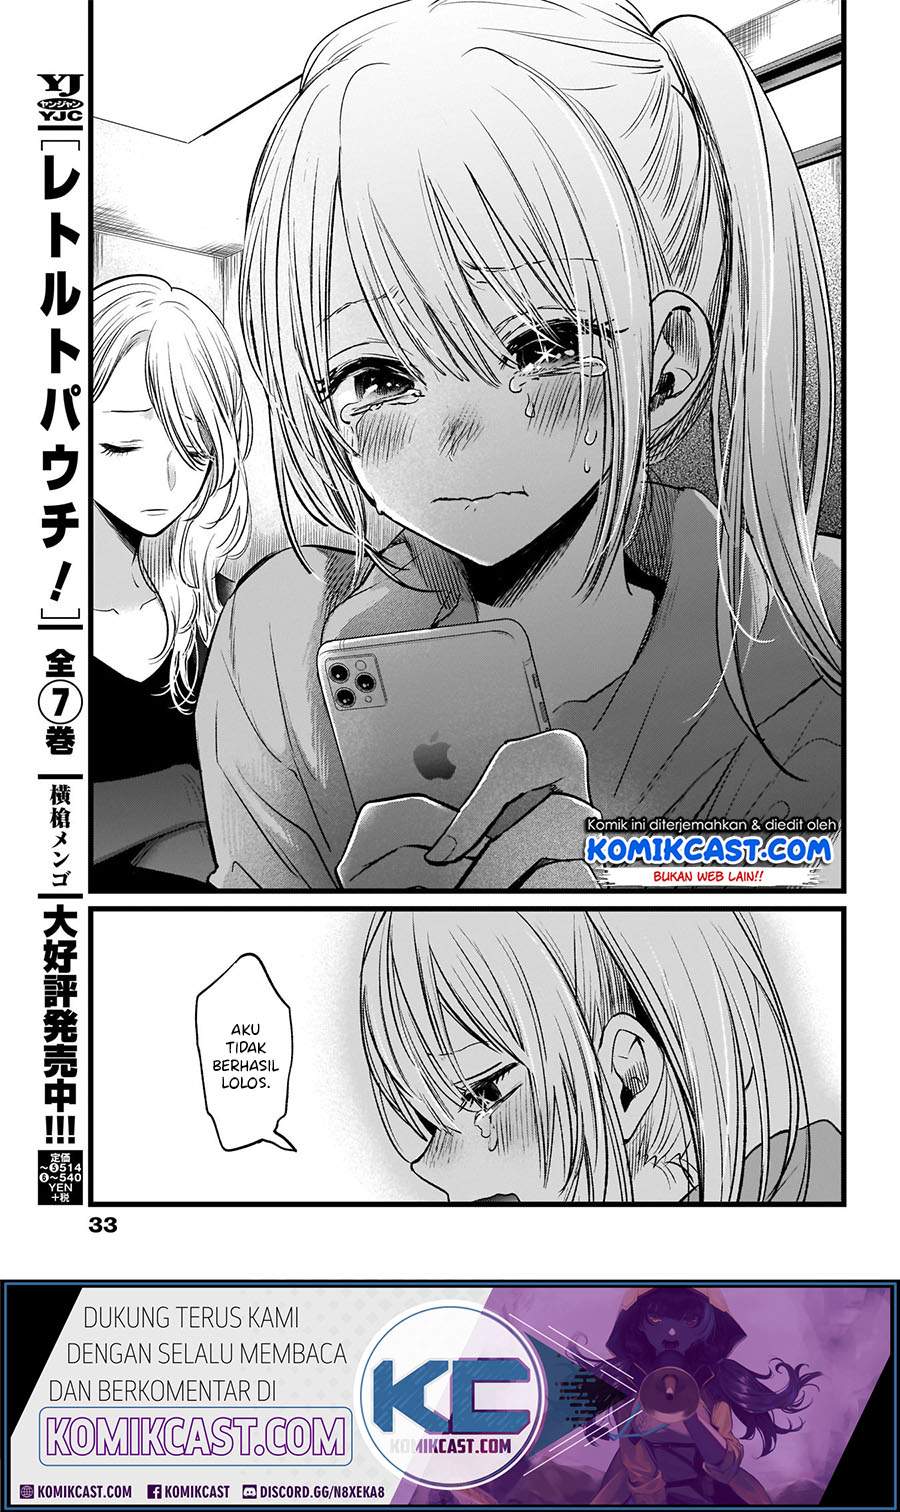 YJ
ヤンジャン
YJC
[レトルトパウチ！]
全⑦巻
横槍メンゴ
大好評発売中!!!
定価
～⑤514
⑥～540
YEN
+税
Komik ini diterjemahkan & diedit oleh
KOMIKCAST.COM
BUKAN WEB LAIN!!
AKU
TIDAK
BERHASIL
LOLOS.
33
DUKUNG TERUS KAMI
DENGAN SELALU MEMBACA
DAN BERKOMENTAR DI
KOMIKCAST.COM
KC
KOMIKCAST.COM
KOMIKCAST.COM KOMIKCAST DISCORD.GG/N8XEKA8